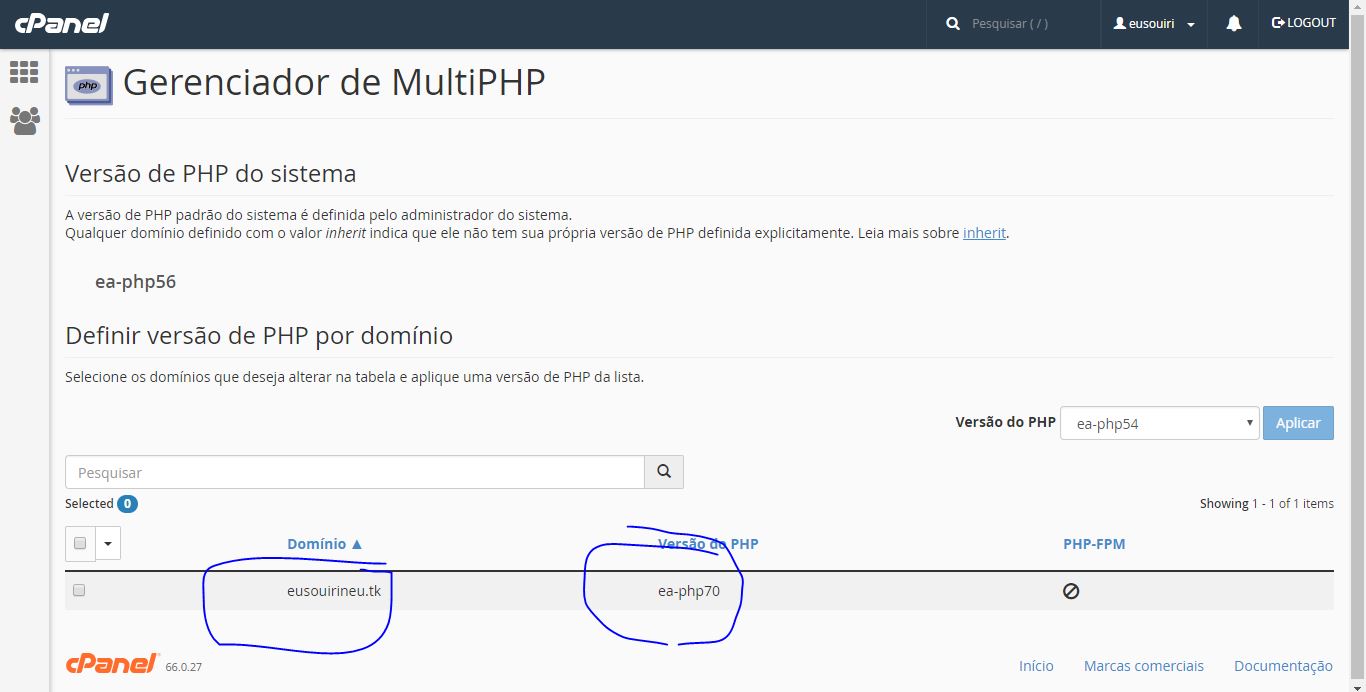 cPanel
Pesquisar ( / )
eusouiri
LOGOUT
php
Gerenciador de MultiPHP
Versão de PHP do sistema
A versão de PHP padrão do sistema é definida pelo administrador do sistema.
Qualquer domínio definido com o valor inherit indica que ele não tem sua própria versão de PHP definida explicitamente. Leia mais sobre inherit.
ea-php56
Definir versão de PHP por domínio
Selecione os domínios que deseja alterar na tabela e aplique uma versão de PHP da lista.
Versão do PHP
ea-php54
Aplicar
Pesquisar
Selected 0
Showing 1 - 1 of 1 items
Domínio ▲
Versão do PHP
PHP-FPM
eusouirineu.tk
ea-php70
cPanel® 66.0.27
Início
Marcas comerciais
Documentação